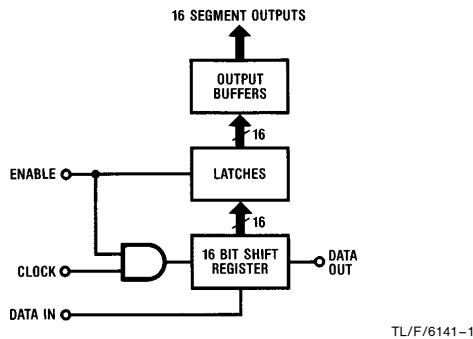 16 SEGMENT OUTPUTS
OUTPUT
BUFFERS
16
ENABLE
LATCHES
16
CLOCK
16 BIT SHIFT
REGISTER
DATA
OUT
DATA IN
TL/F/6141–1